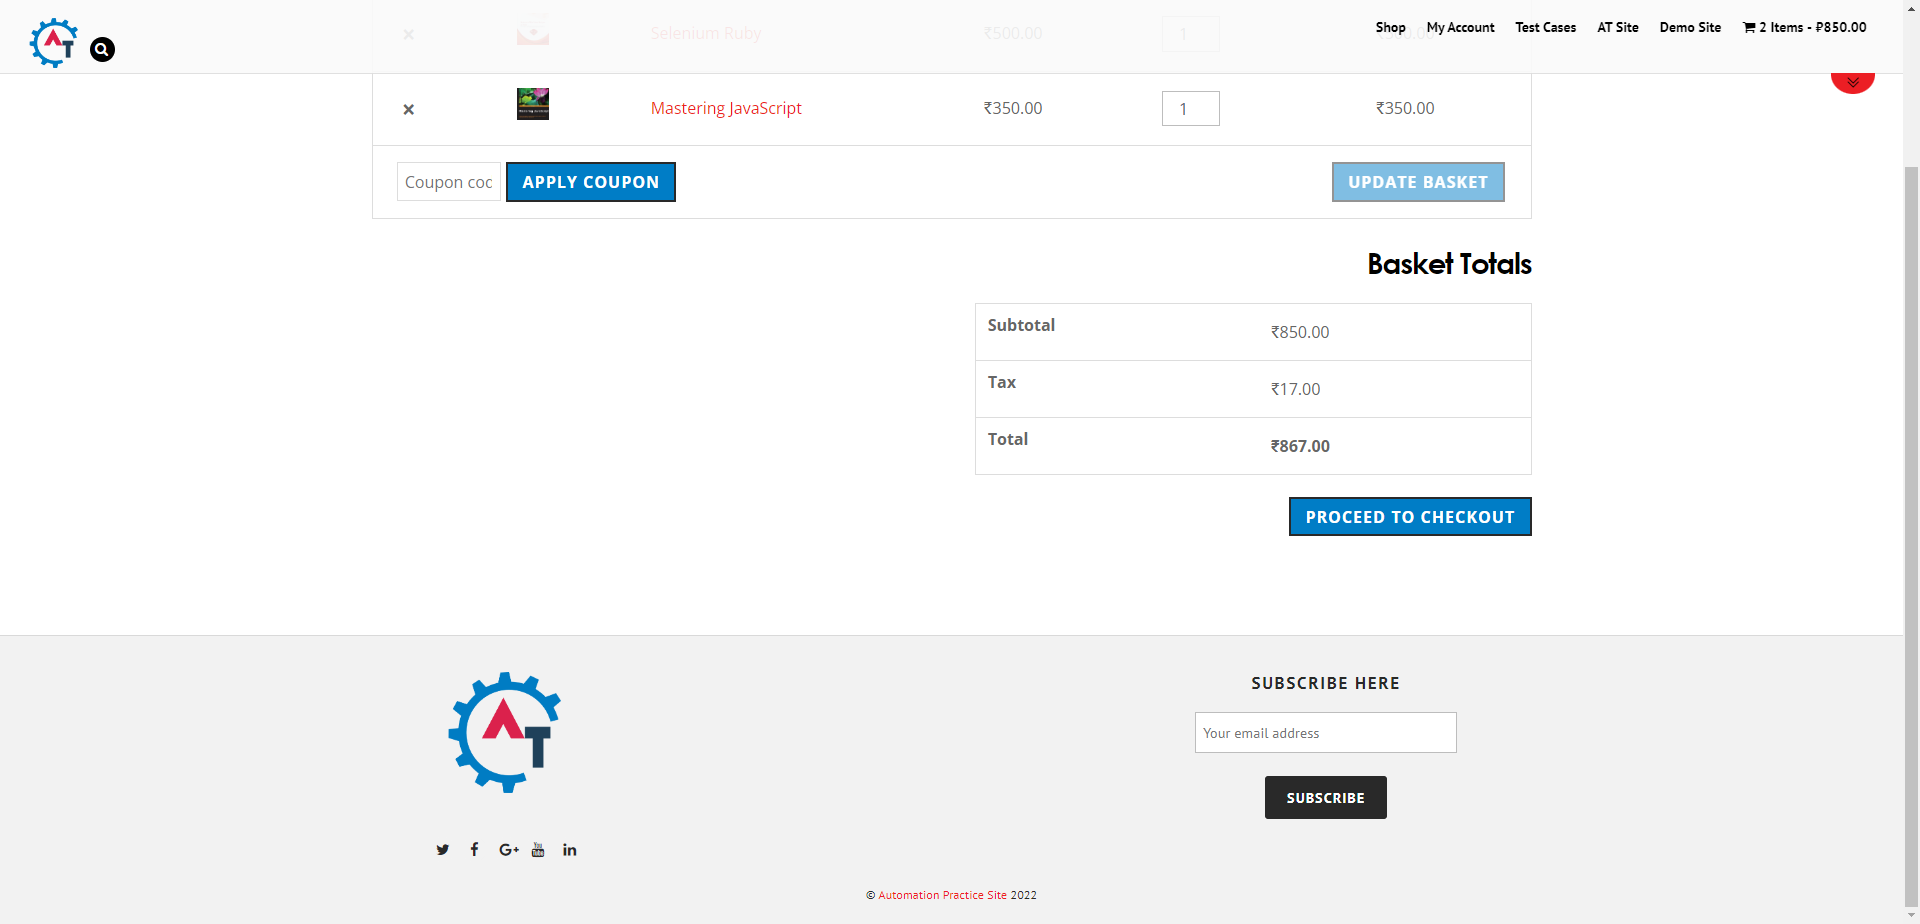 AT
Shop My Account Test Cases AT Site Demo Site 2 Items - ₽850.00
× Selenium Ruby ₹500.00 1
× Mastering JavaScript ₹350.00 1 ₹350.00
Coupon coc APPLY COUPON UPDATE BASKET
Basket Totals
Subtotal ₹850.00
Tax ₹17.00
Total ₹867.00
PROCEED TO CHECKOUT
AT
SUBSCRIBE HERE
Your email address
SUBSCRIBE
© Automation Practice Site 2022